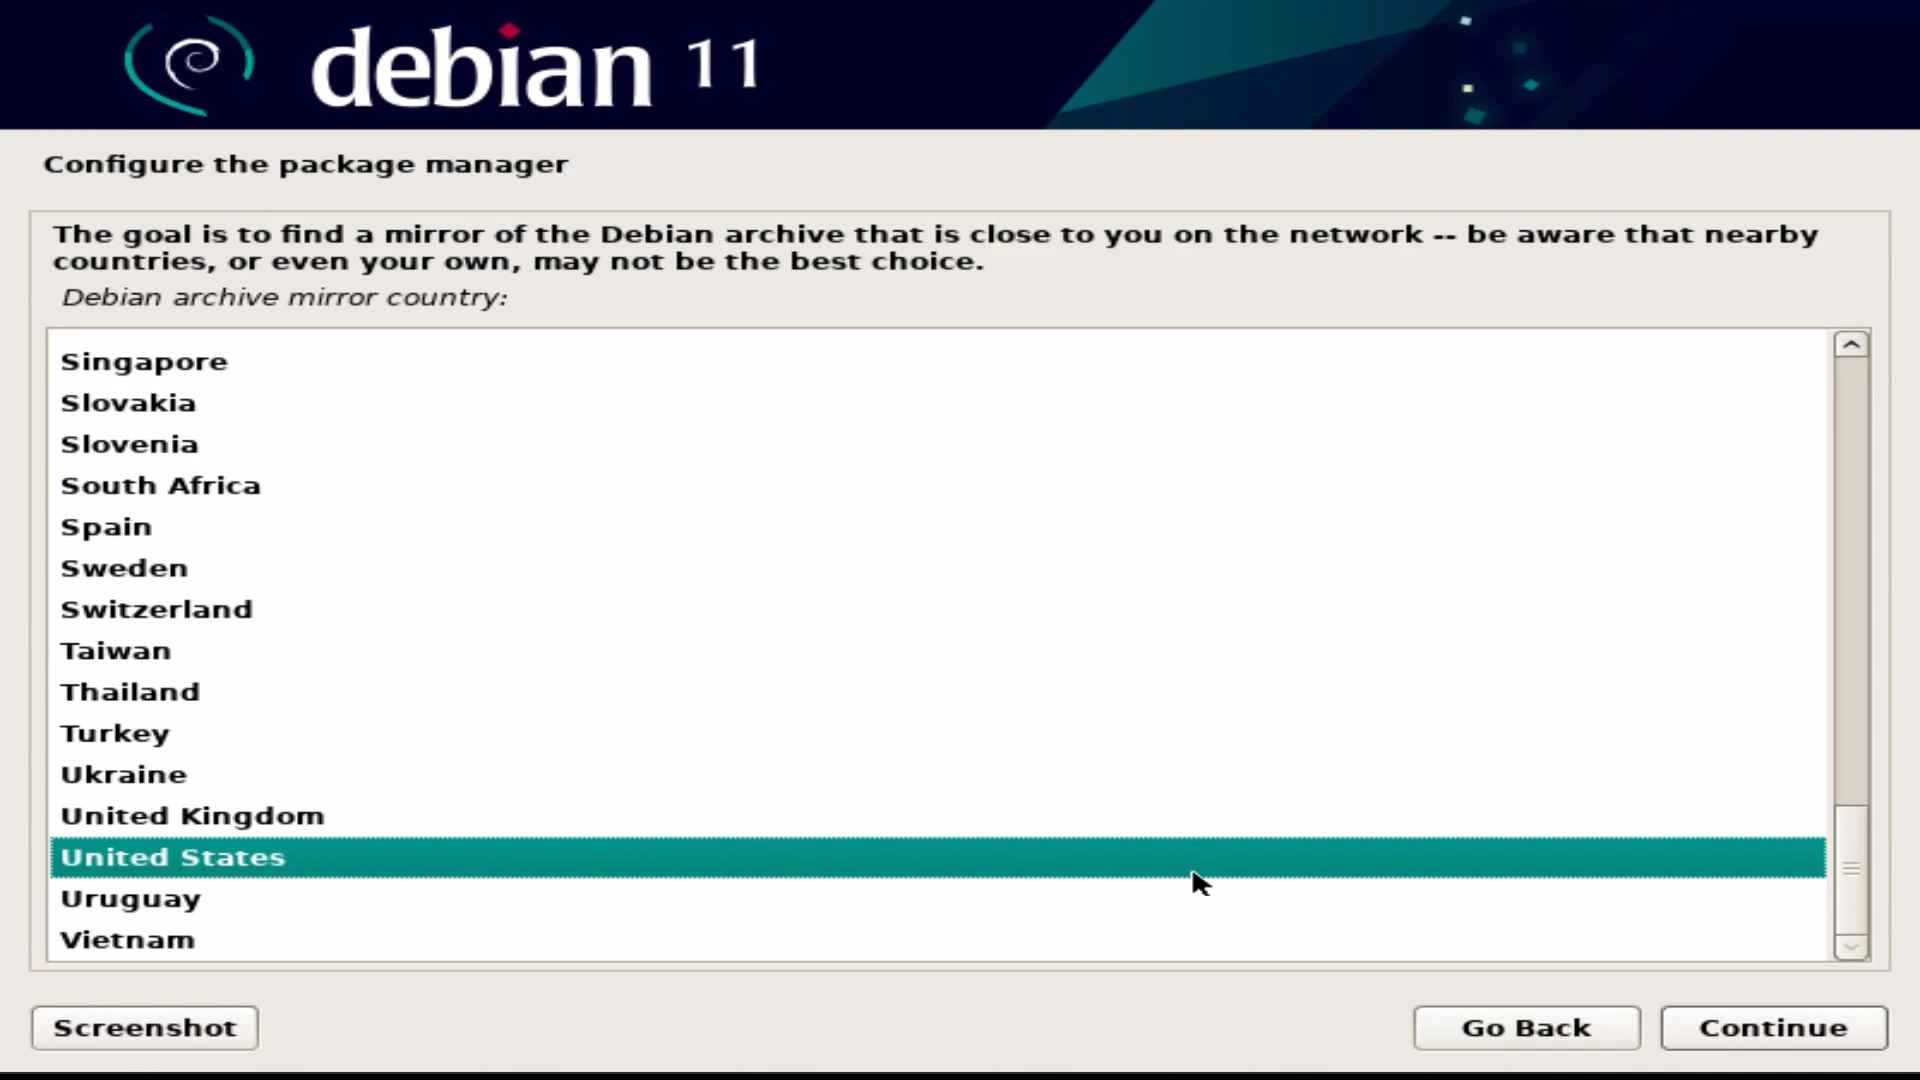 debian 11
Configure the package manager
The goal is to find a mirror of the Debian archive that is close to you on the network -- be aware that nearby
countries, or even your own, may not be the best choice.
Debian archive mirror country:
Singapore
Slovakia
Slovenia
South Africa
Spain
Sweden
Switzerland
Taiwan
Thailand
Turkey
Ukraine
United Kingdom
United States
Uruguay
Vietnam
Screenshot
Go Back
Continue